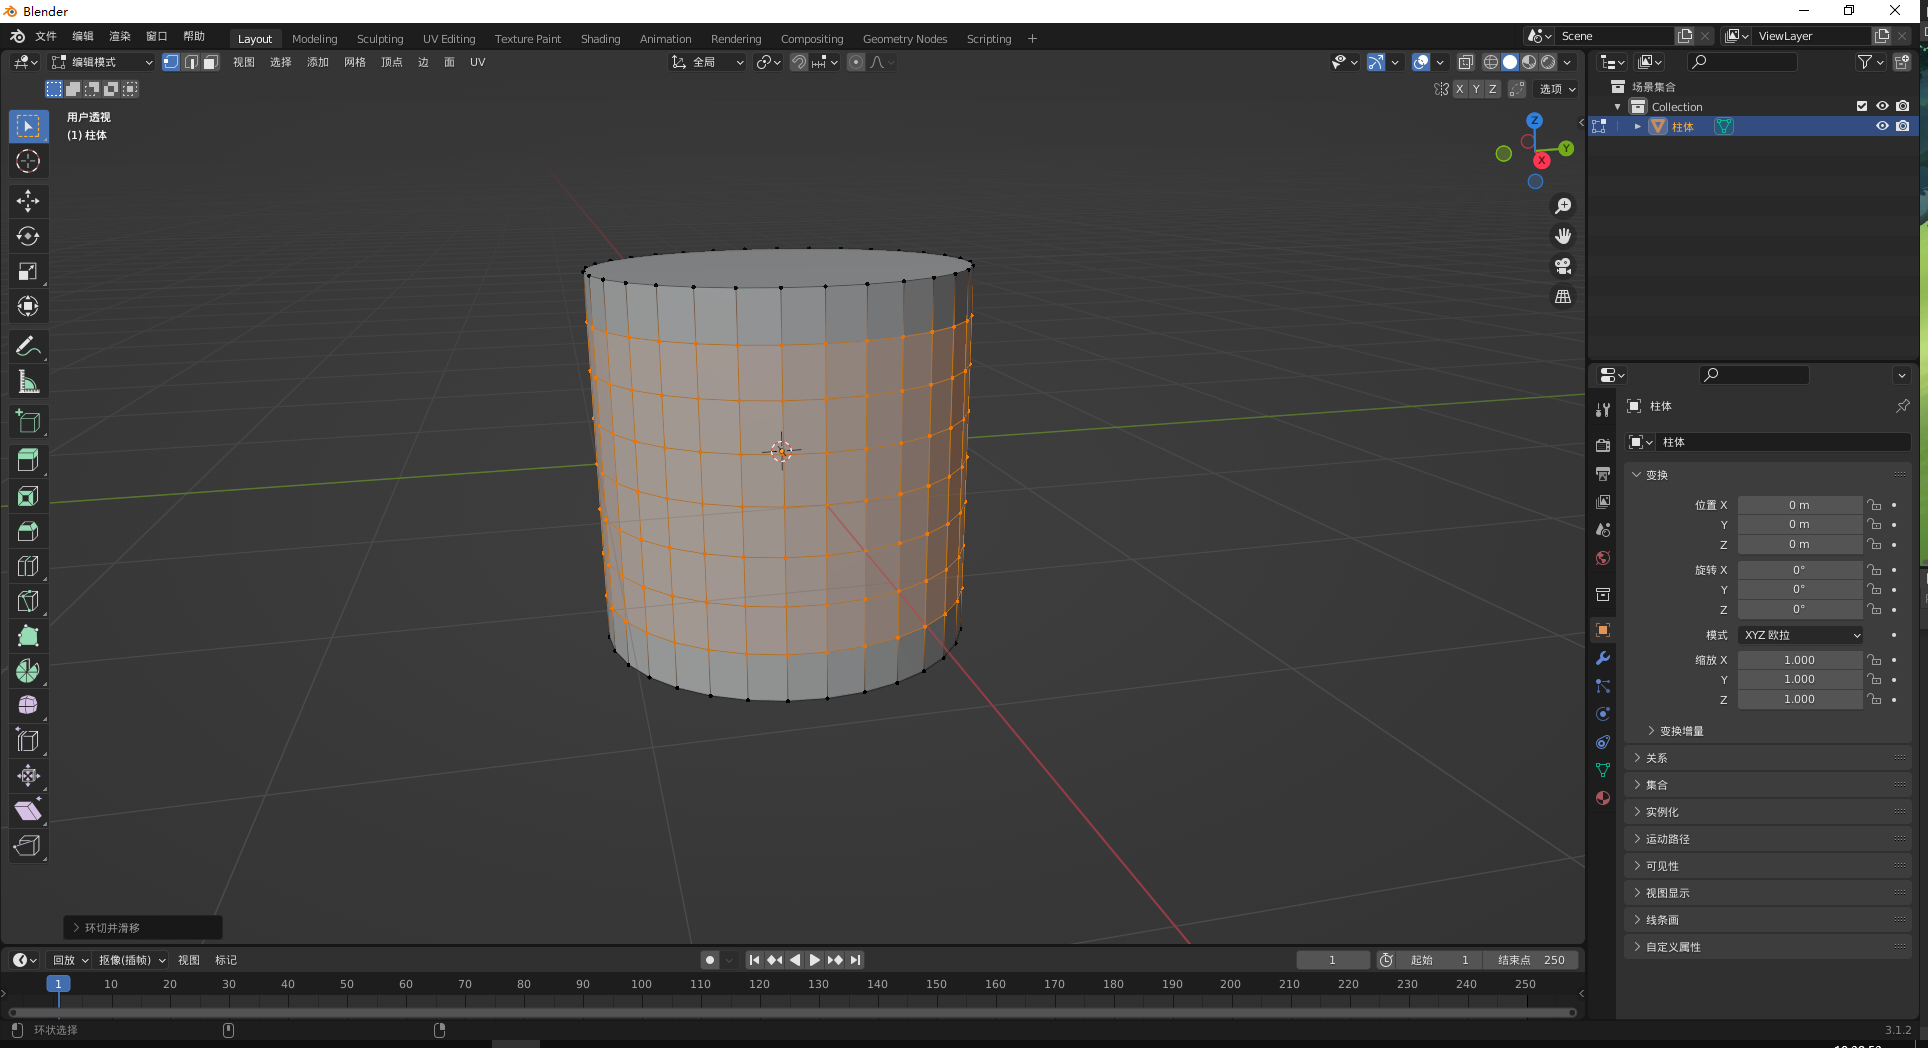 Blender
文件 编辑 渲染 窗口 帮助 Layout Modeling Sculpting UV Editing Texture Paint Shading Animation Rendering Compositing Geometry Nodes Scripting Scene ViewLayer
编辑模式 视图 选择 添加 网格 顶点 边 面 UV 全局
X Y Z 选项
场景集合
Collection
柱体
用户透视
(1) 柱体
Z
Y
X
柱体
柱体
变换
位置 X 0 m
Y 0 m
Z 0 m
旋转 X 0°
Y 0°
Z 0°
模式 XYZ 欧拉
缩放 X 1.000
Y 1.000
Z 1.000
变换增量
关系
集合
实例化
运动路径
可见性
视图显示
线条画
自定义属性
环切并滑移
回放 抠像(插帧) 视图 标记 1 起始 1 结束点 250
1 10 20 30 40 50 60 70 80 90 100 110 120 130 140 150 160 170 180 190 200 210 220 230 240 250
环状选择 3.1.2